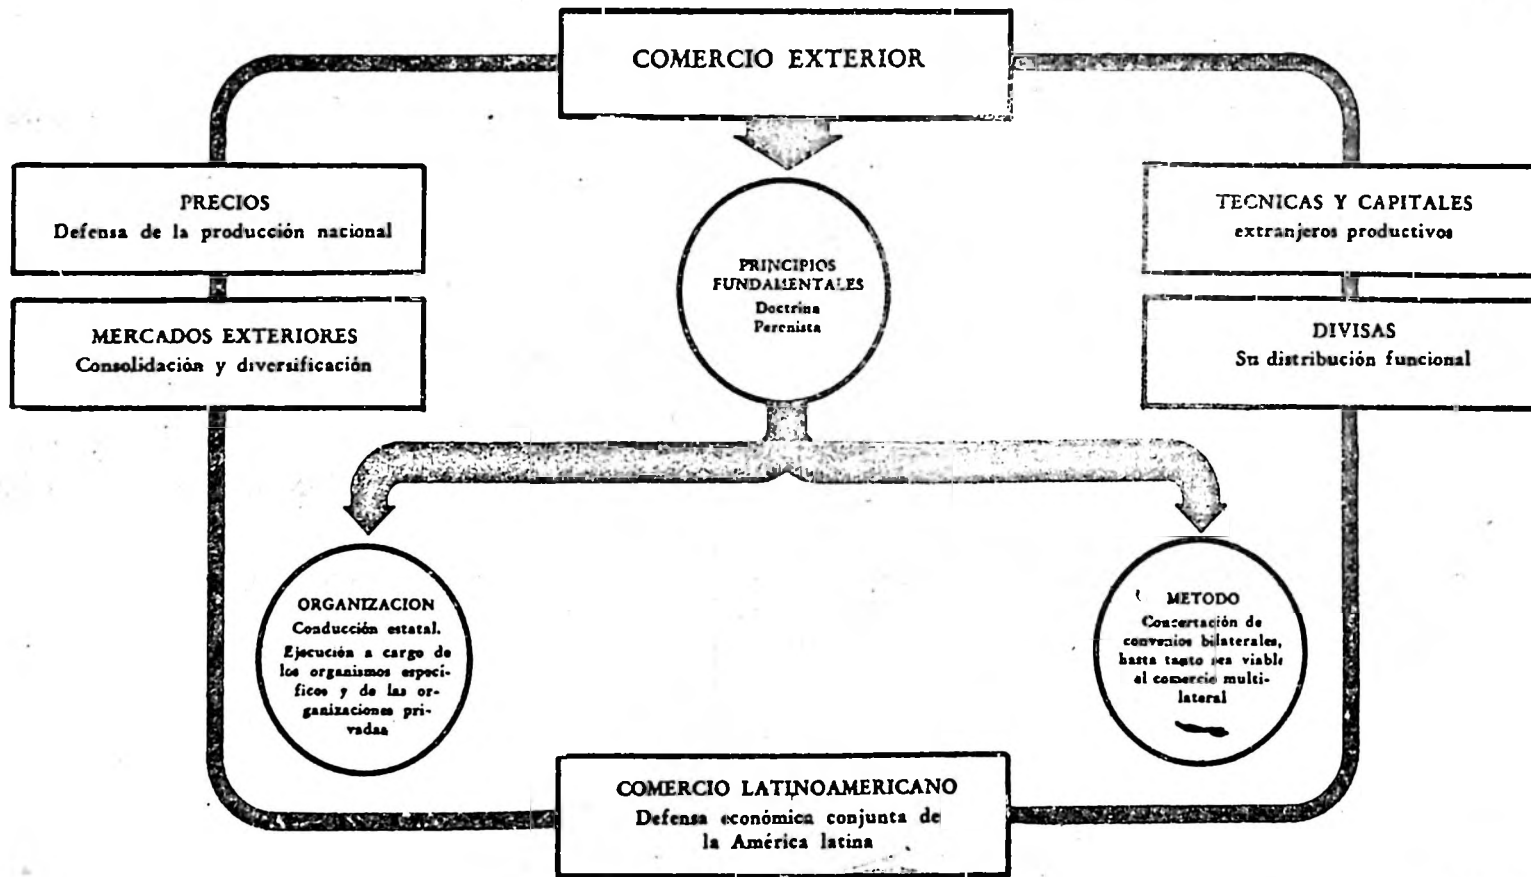 COMERCIO EXTERIOR
PRECIOS
Defensa de la producción nacional
MERCADOS EXTERIORES
Consolidación y diversificación
PRINCIPIOS
FUNDAMENTALES
Doctrina
Peronista
TECNICAS Y CAPITALES
extranjeros productivos
DIVISAS
Su distribución funcional
ORGANIZACION
Conducción estatal.
Ejecución a cargo de
los organismos especí-
ficos y de las or-
ganizaciones pri-
vadas
METODO
Concertación de
convenios bilaterales,
hasta tanto sea viable
el comercio multi-
lateral
COMERCIO LATINOAMERICANO
Defensa económica conjunta de
la América latina